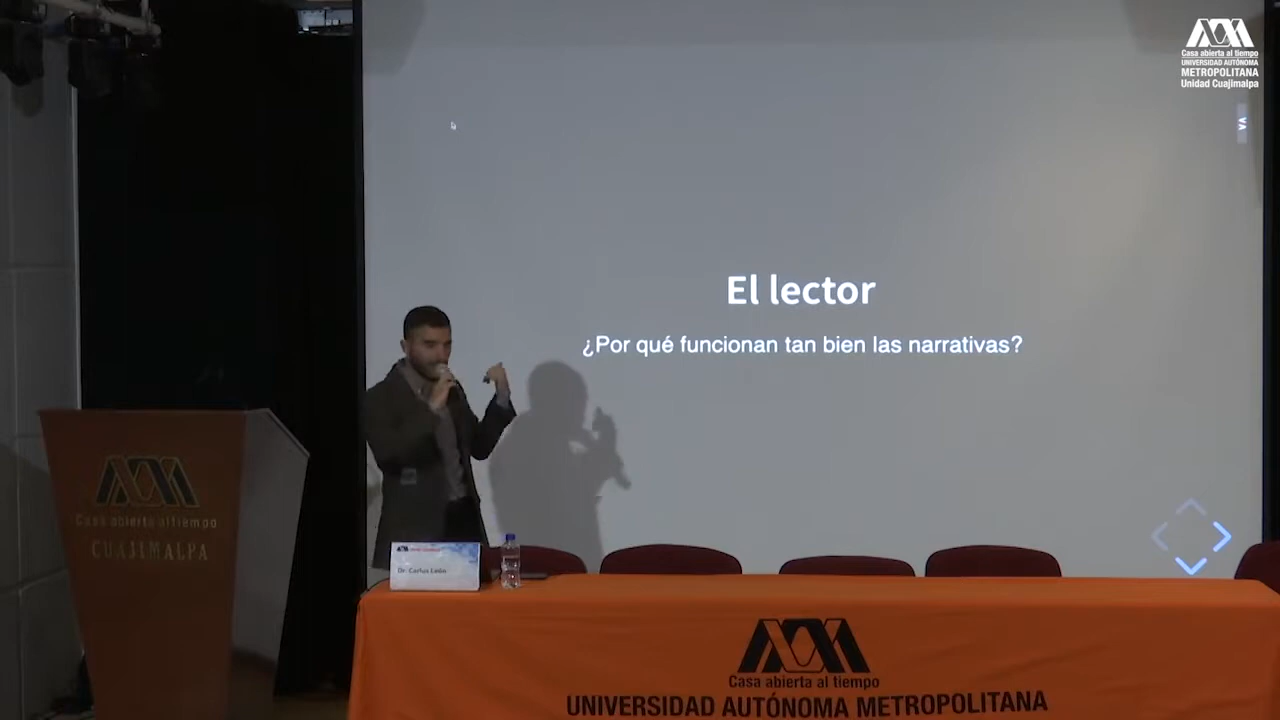 Casa abierta al tiempo
UNIVERSIDAD AUTÓNOMA
METROPOLITANA
Unidad Cuajimalpa
El lector
¿Por qué funcionan tan bien las narrativas?
Casa abierta al tiempo
CUAJIMALPA
Dr. Carlos León
Casa abierta al tiempo
UNIVERSIDAD AUTÓNOMA METROPOLITANA